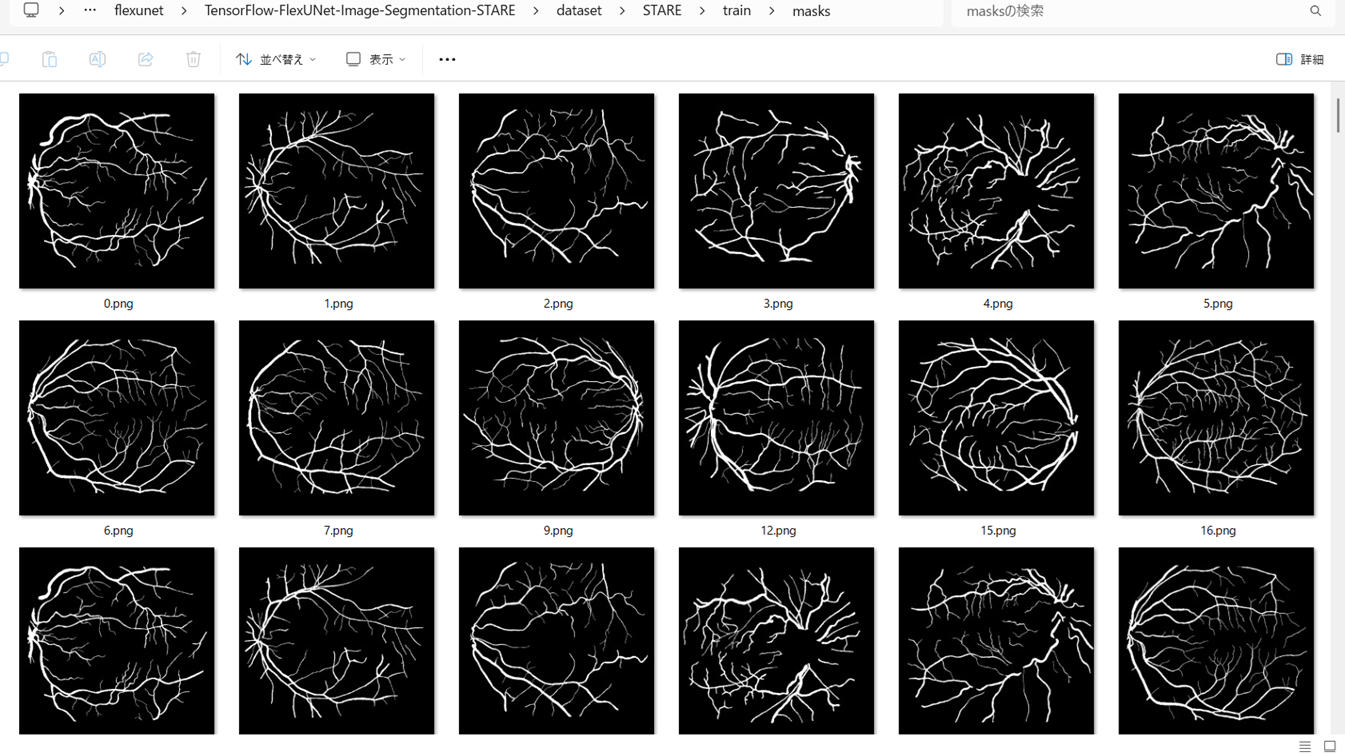 … flexunet TensorFlow-FlexUNet-Image-Segmentation-STARE dataset STARE train masks masksの検索
並べ替え 表示 ••• 詳細
0.png 1.png 2.png 3.png 4.png 5.png
6.png 7.png 9.png 12.png 15.png 16.png